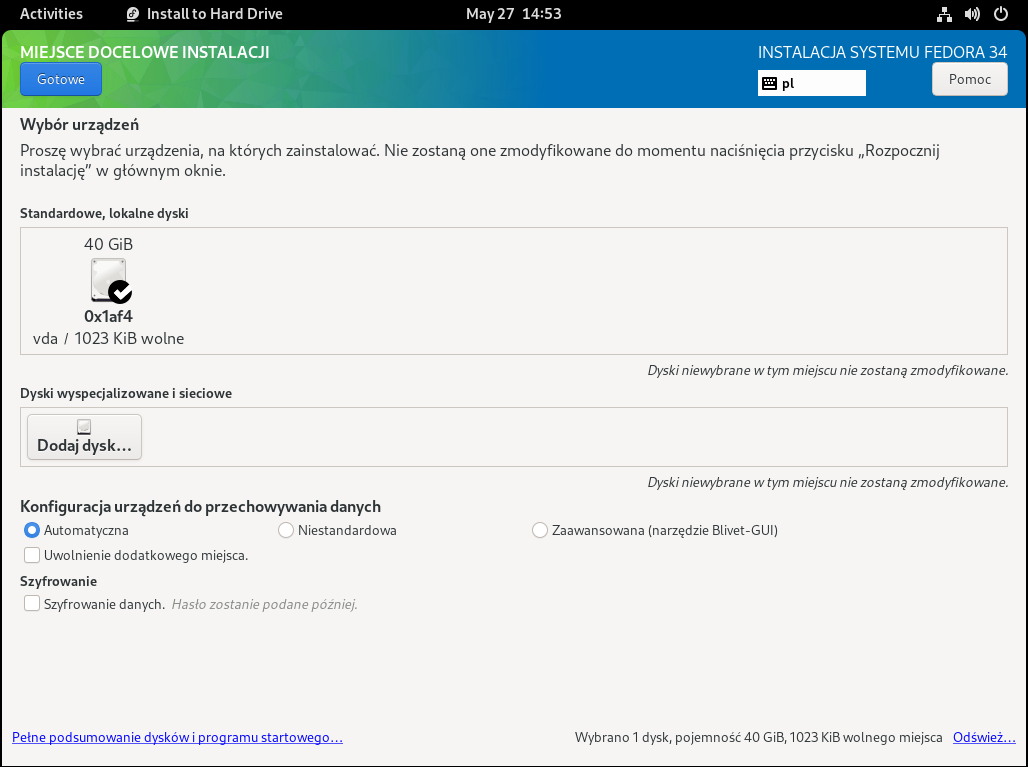 Activities Install to Hard Drive May 27 14:53
MIEJSCE DOCELOWE INSTALACJI
INSTALACJA SYSTEMU FEDORA 34
Gotowe
pl
Pomoc
Wybór urządzeń
Proszę wybrać urządzenia, na których zainstalować. Nie zostaną one zmodyfikowane do momentu naciśnięcia przycisku „Rozpocznij
instalację” w głównym oknie.
Standardowe, lokalne dyski
40 GiB
0x1af4
vda / 1023 KiB wolne
Dyski niewybrane w tym miejscu nie zostaną zmodyfikowane.
Dyski wyspecjalizowane i sieciowe
Dodaj dysk…
Dyski niewybrane w tym miejscu nie zostaną zmodyfikowane.
Konfiguracja urządzeń do przechowywania danych
Automatyczna Niestandardowa Zaawansowana (narzędzie Blivet-GUI)
Uwolnienie dodatkowego miejsca.
Szyfrowanie
Szyfrowanie danych. Hasło zostanie podane później.
Pełne podsumowanie dysków i programu startowego… Wybrano 1 dysk, pojemność 40 GiB, 1023 KiB wolnego miejsca Odśwież…